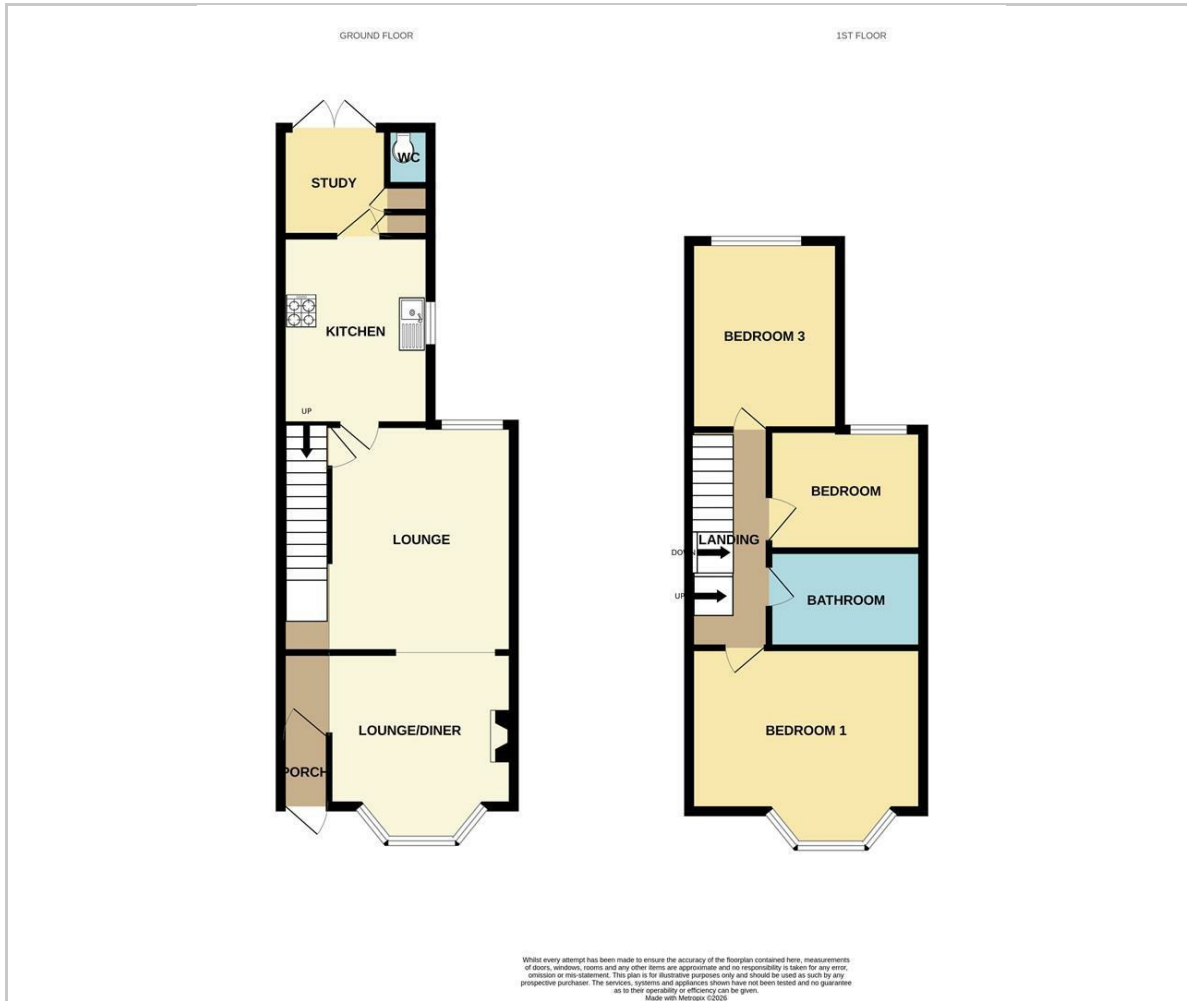 GROUND FLOOR
1ST FLOOR
WC
STUDY
KITCHEN
UP
LOUNGE
LOUNGE/DINER
PORCH
BEDROOM 3
BEDROOM
LANDING
DOWN
UP
BATHROOM
BEDROOM 1
Whilst every attempt has been made to ensure the accuracy of the floorplan contained here, measurements
of doors, windows, rooms and any other items are approximate and no responsibility is taken for any error,
omission or mis-statement. This plan is for illustrative purposes only and should be used as such by any
prospective purchaser. The services, systems and appliances shown have not been tested and no guarantee
as to their operability or efficiency can be given.
Made with Metropix ©2026